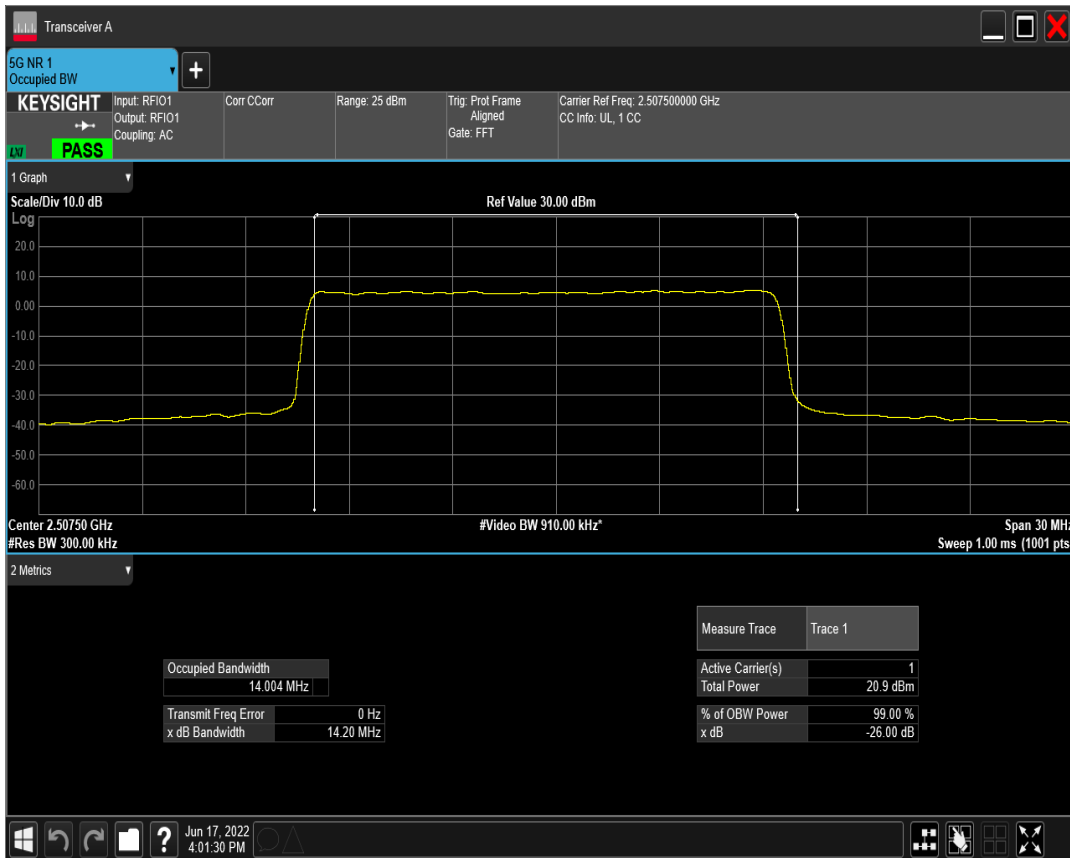 Transceiver A
5G NR 1
Occupied BW
KEYSIGHT
LXI
PASS
Input: RFIO1
Output: RFIO1
Coupling: AC
Corr CCorr
Range: 25 dBm
Trig: Prot Frame
Aligned
Gate: FFT
Carrier Ref Freq: 2.507500000 GHz
CC Info: UL, 1 CC
1 Graph
Scale/Div 10.0 dB
Ref Value 30.00 dBm
Log
20.0
10.0
0.00
-10.0
-20.0
-30.0
-40.0
-50.0
-60.0
Center 2.50750 GHz
#Video BW 910.00 kHz*
Span 30 MHz
#Res BW 300.00 kHz
Sweep 1.00 ms (1001 pts
2 Metrics
Measure Trace Trace 1
Occupied Bandwidth
14.004 MHz
Active Carrier(s) 1
Total Power 20.9 dBm
Transmit Freq Error 0 Hz
x dB Bandwidth 14.20 MHz
% of OBW Power 99.00 %
x dB -26.00 dB
Jun 17, 2022
4:01:30 PM